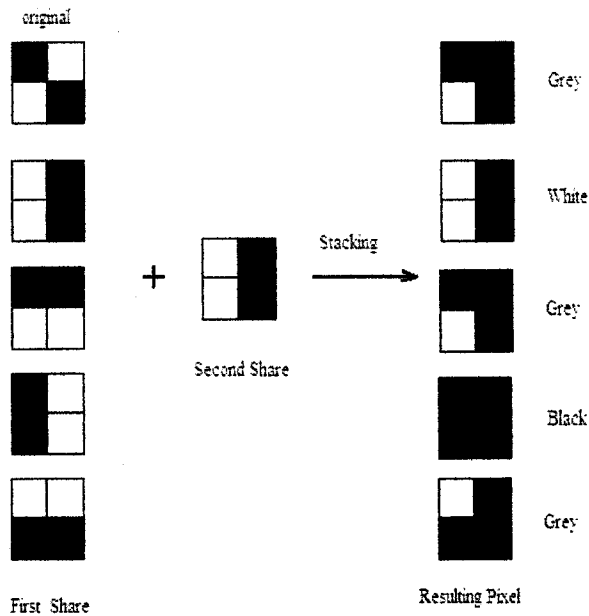 original
Grey
White
+
Stacking
Grey
Second Share
Black
Grey
First Share
Resulting Pixel